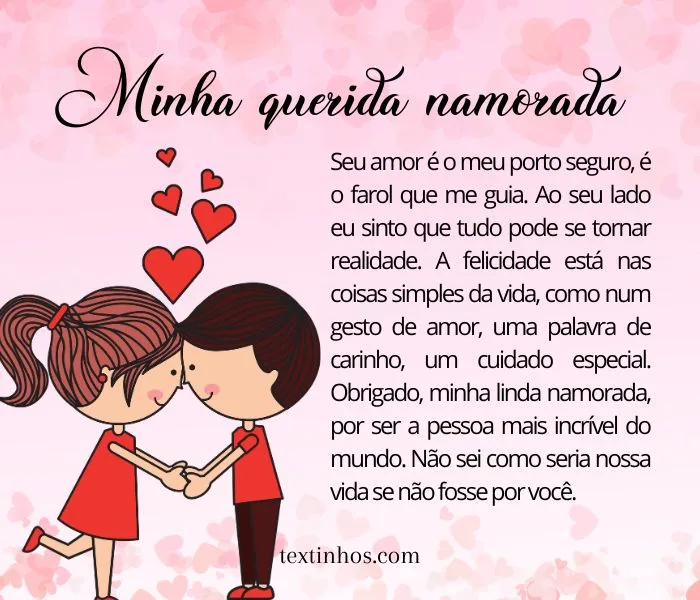 Minha querida namorada
Seu amor é o meu porto seguro, é
o farol que me guia. Ao seu lado
eu sinto que tudo pode se tornar
realidade. A felicidade está nas
coisas simples da vida, como num
gesto de amor, uma palavra de
carinho, um cuidado especial.
Obrigado, minha linda namorada,
por ser a pessoa mais incrível do
mundo. Não sei como seria nossa
vida se não fosse por você.
textinhos.com